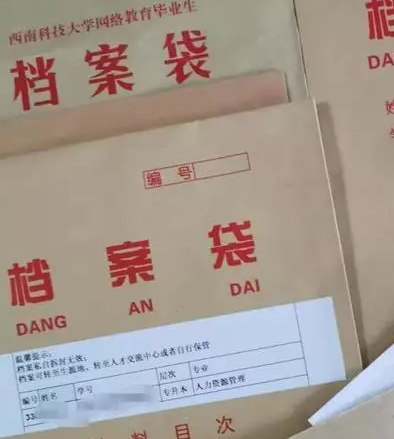 西南科技大学网络教育毕业生
档案袋
档
DA
编号
档案袋
DANG AN DAI
温馨提示:
档案私自拆封无效;
档案可转至生源地、转至人才交流中心或者自行保管
编号 姓名 学号 层次 专业
33 专升本 人力资源管理
料目次